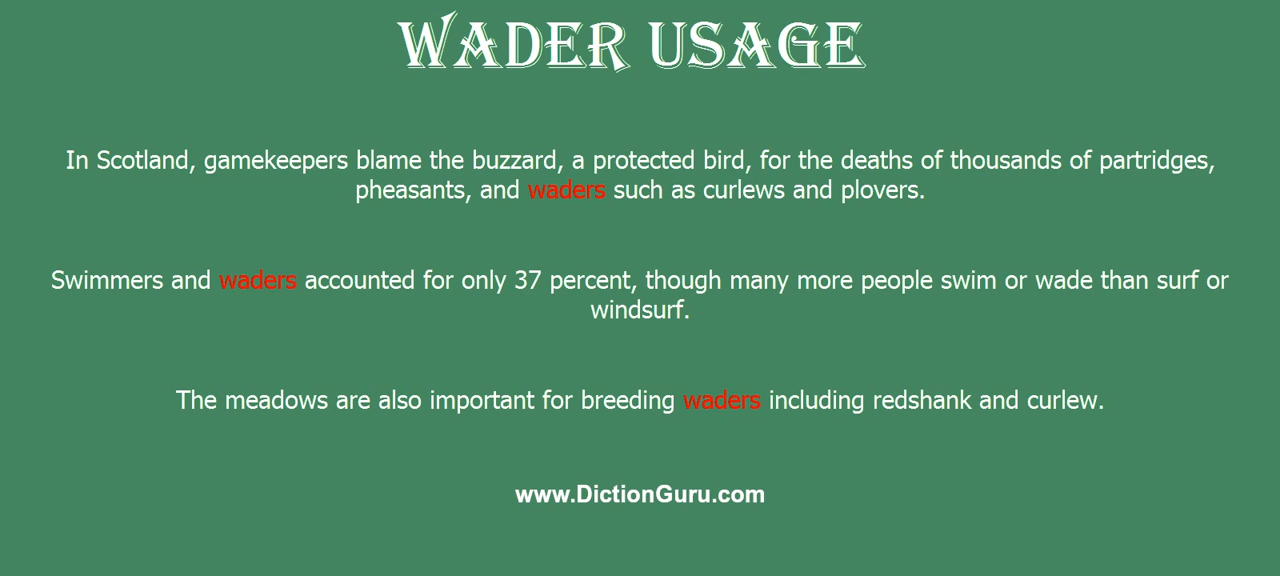 WADER USAGE
In Scotland, gamekeepers blame the buzzard, a protected bird, for the deaths of thousands of partridges,
pheasants, and waders such as curlews and plovers.
Swimmers and waders accounted for only 37 percent, though many more people swim or wade than surf or
windsurf.
The meadows are also important for breeding waders including redshank and curlew.
www.DictionGuru.com